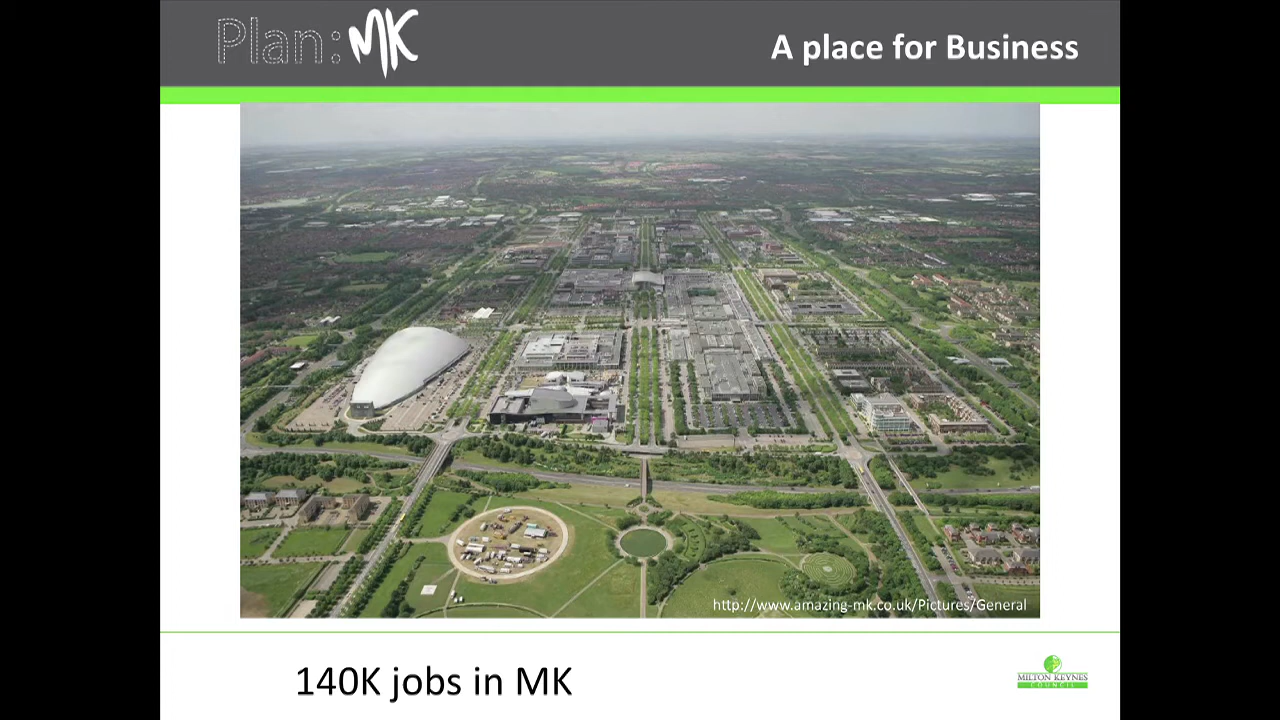 Plan:MK
A place for Business
http://www.amazing-mk.co.uk/Pictures/General
140K jobs in MK
MILTON KEYNES
COUNCIL